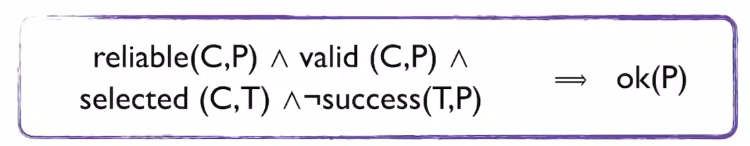 reliable(C,P) ∧ valid (C,P) ∧
selected (C,T) ∧¬success(T,P)
⟹ ok(P)